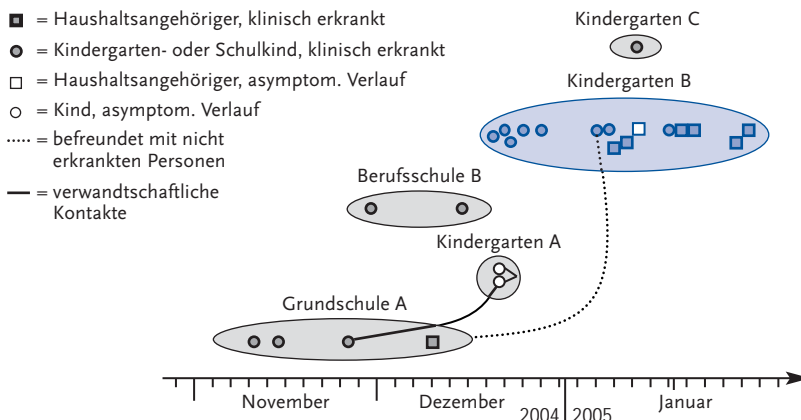 = Haushaltsangehöriger, klinisch erkrankt
= Kindergarten- oder Schulkind, klinisch erkrankt
= Haushaltsangehöriger, asymptom. Verlauf
= Kind, asymptom. Verlauf
= befreundet mit nicht
erkrankten Personen
= verwandtschaftliche
Kontakte
Kindergarten C
Kindergarten B
Berufsschule B
Kindergarten A
Grundschule A
November
Dezember
Januar
2004
2005